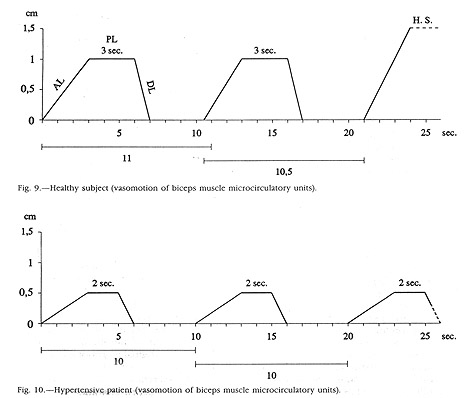 cm
H. S.
1,5
PL
3 sec.
3 sec.
1
AL
DL
0,5
0
5
10
15
20
25
sec.
11
10,5
Fig. 9.—Healthy subject (vasomotion of biceps muscle microcirculatory units).
cm
1,5
1
2 sec.
2 sec.
2 sec.
0,5
0
5
10
15
20
25
sec.
10
10
Fig. 10.—Hypertensive patient (vasomotion of biceps muscle microcirculatory units).